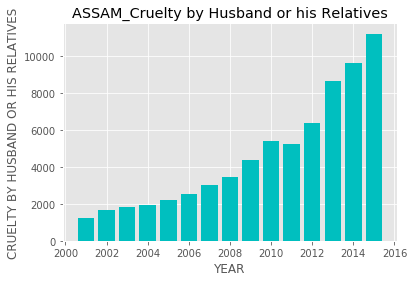 ASSAM_Cruelty by Husband or his Relatives
CRUELTY BY HUSBAND OR HIS RELATIVES
10000
8000
6000
4000
2000
0
2000 2002 2004 2006 2008 2010 2012 2014 2016
YEAR